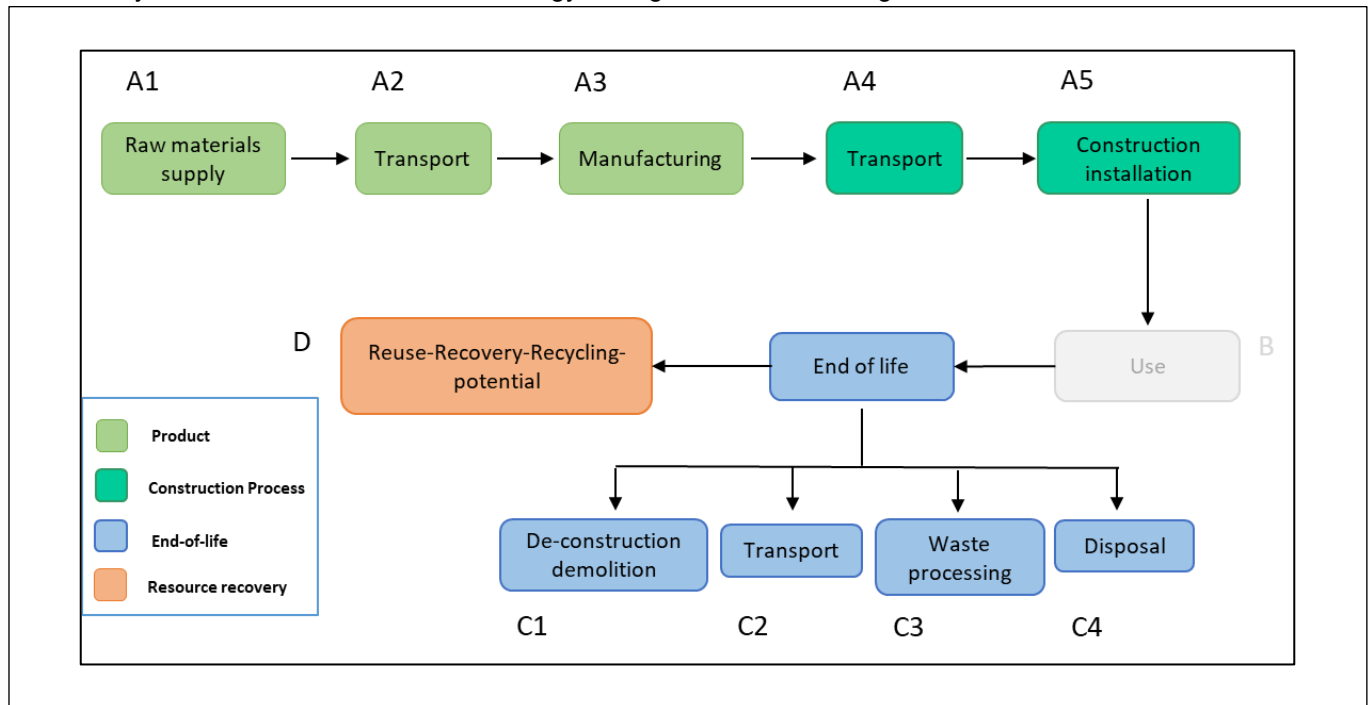 A1
A2
A3
A4
A5
Raw materials
supply
Transport
Manufacturing
Transport
Construction
installation
D
Reuse-Recovery-Recycling-
potential
End of life
Use
B
Product
Construction Process
End-of-life
Resource recovery
De-construction
demolition
Transport
Waste
processing
Disposal
C1
C2
C3
C4